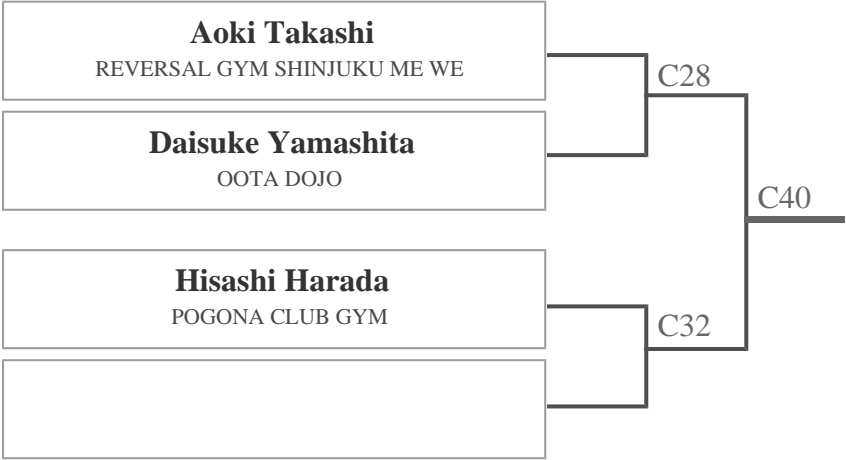 Aoki Takashi
REVERSAL GYM SHINJUKU ME WE
C28
Daisuke Yamashita
OOTA DOJO
C40
Hisashi Harada
POGONA CLUB GYM
C32